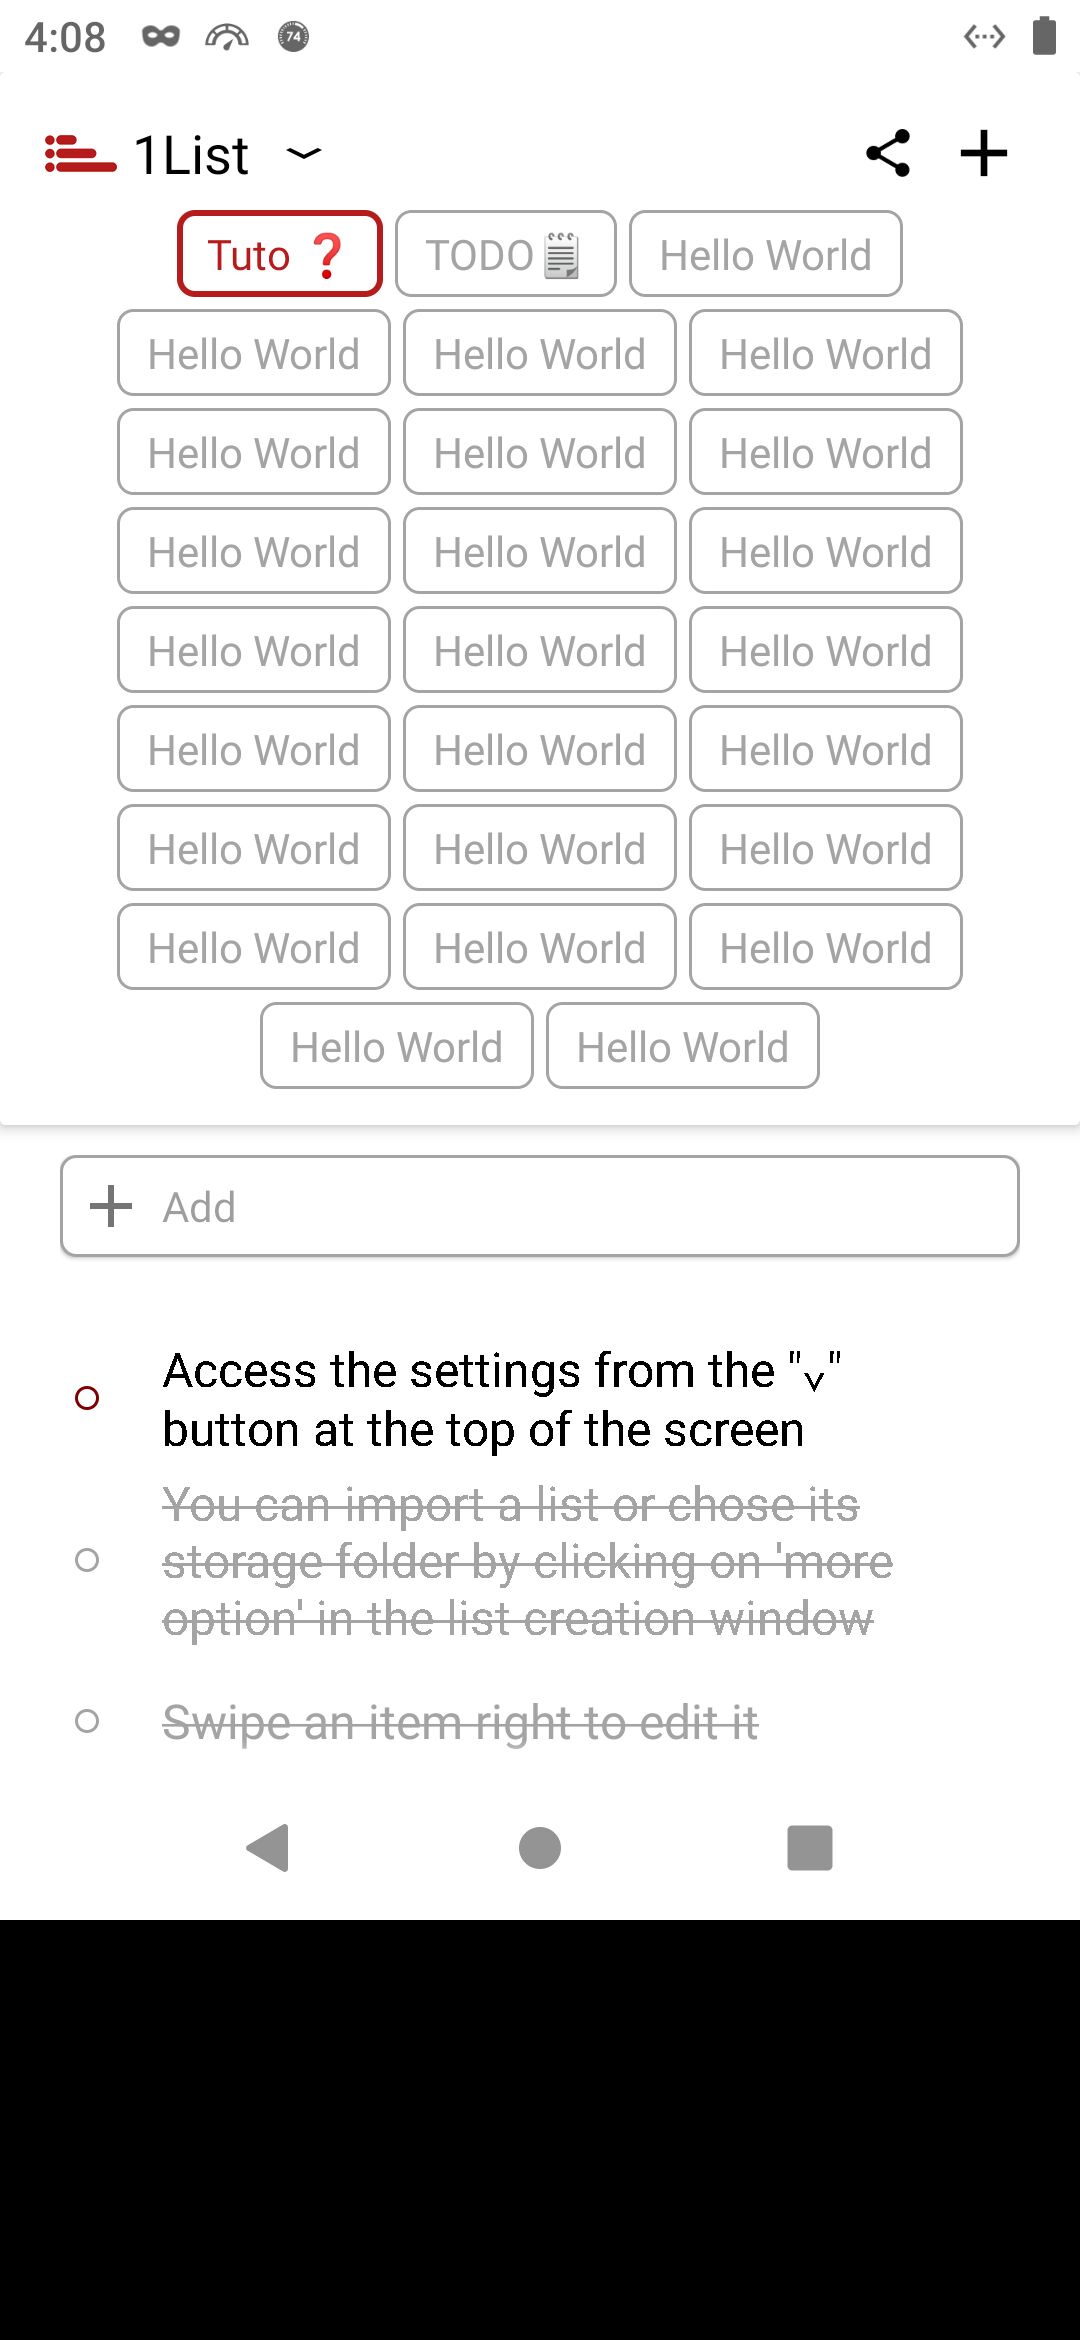 4:08 74
1List
Tuto ❓ TODO🗒 Hello World
Hello World Hello World Hello World
Hello World Hello World Hello World
Hello World Hello World Hello World
Hello World Hello World Hello World
Hello World Hello World Hello World
Hello World Hello World Hello World
Hello World Hello World Hello World
Hello World Hello World
Add
Access the settings from the "v"
button at the top of the screen
You can import a list or chose its
storage folder by clicking on 'more
option' in the list creation window
Swipe an item right to edit it